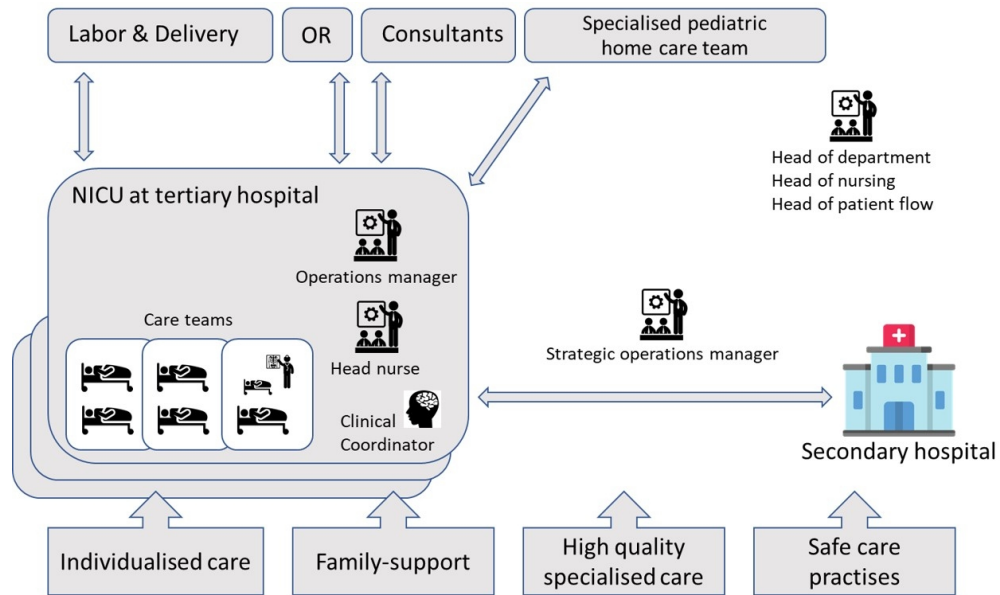 Labor & Delivery
OR
Consultants
Specialised pediatric
home care team
Head of department
Head of nursing
Head of patient flow
NICU at tertiary hospital
Operations manager
Care teams
Head nurse
Clinical
Coordinator
Strategic operations manager
Secondary hospital
Individualised care
Family-support
High quality
specialised care
Safe care
practises